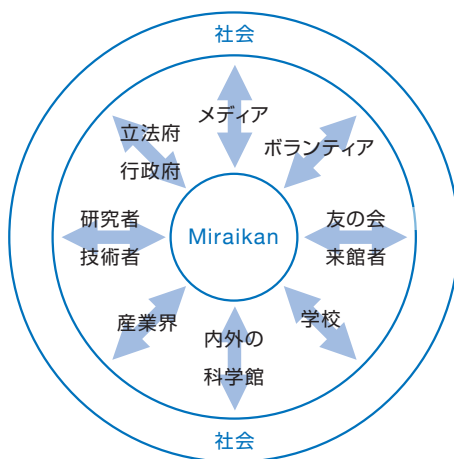 社会
メディア
立法府
行政府
ボランティア
研究者
技術者
Miraikan
友の会
来館者
産業界
内外の
科学館
学校
社会